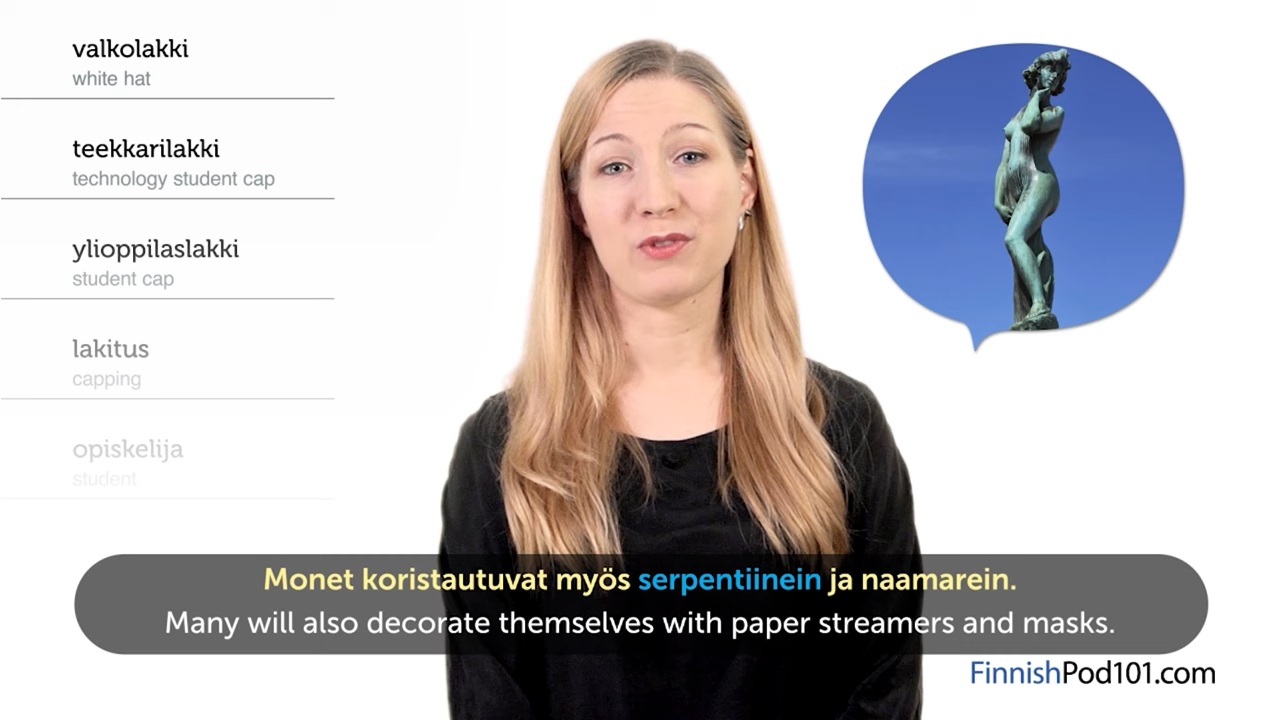 valkolakki
white hat
teekkarilakki
technology student cap
ylioppilaslakki
student cap
lakitus
capping
opiskelija
student
Monet koristautuvat myös serpentiinein ja naamarein.
Many will also decorate themselves with paper streamers and masks.
FinnishPod101.com